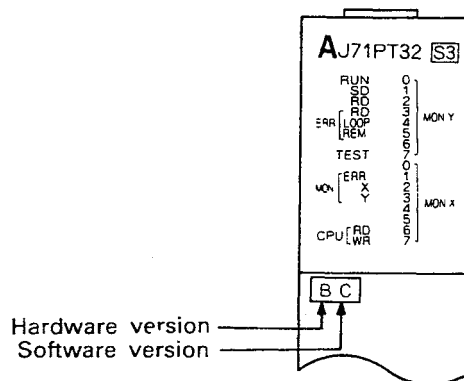 AJ71PT32 S3
RUN 0
SD 1
RD 2
RD 3
ERR LOOP 4 MON Y
REM 5
6
TEST 7
0
ERR 1
MON X 2
Y 3
4 MON X
5
CPU RD 6
WR 7
B C
Hardware version
Software version